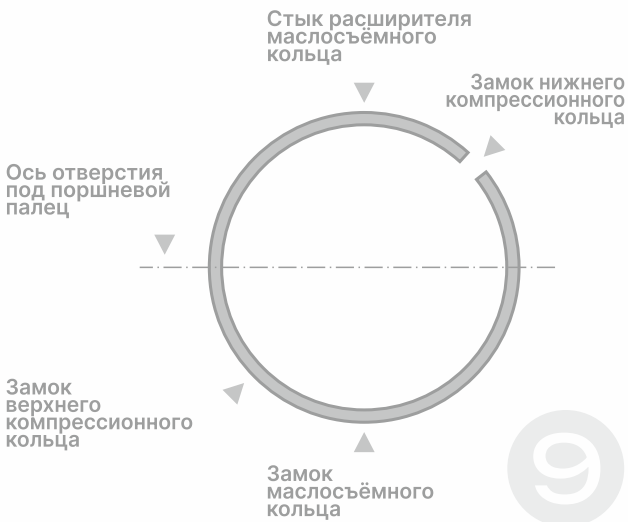 Стык расширителя
маслосъёмного
кольца
Замок нижнего
компрессионного
кольца
Ось отверстия
под поршневой
палец
Замок
верхнего
компрессионного
кольца
Замок
маслосъёмного
кольца
9